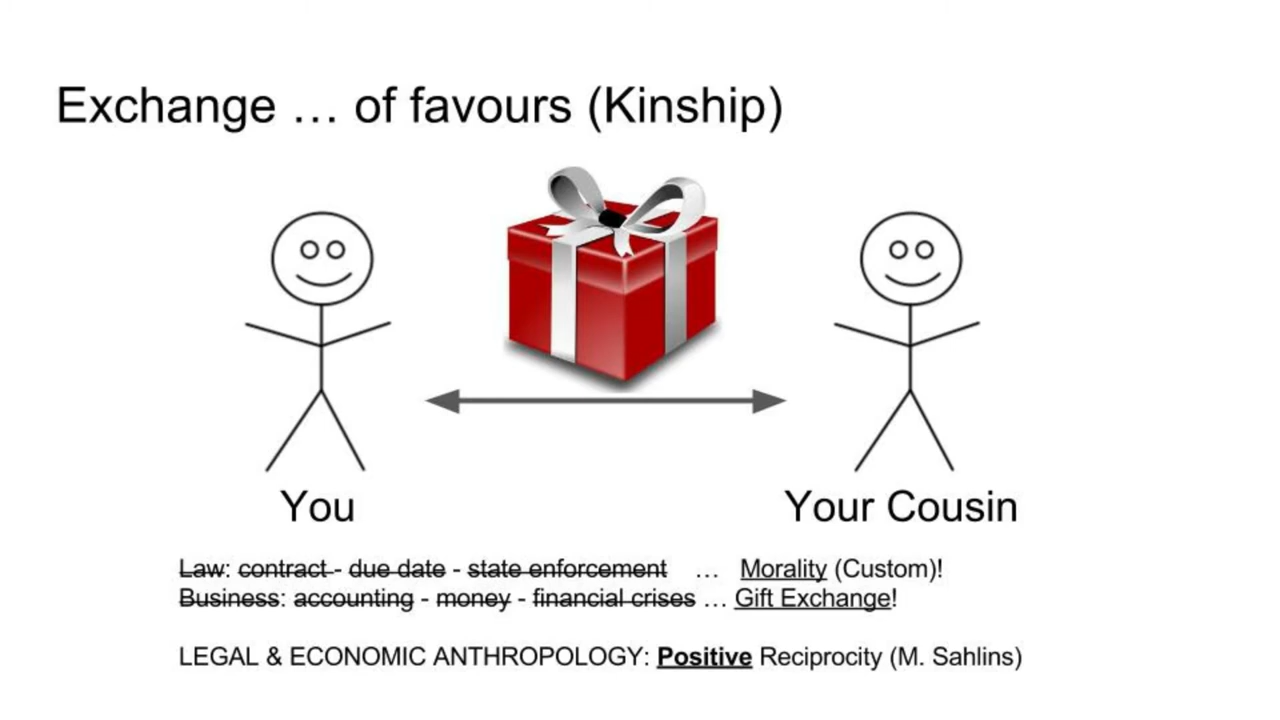 Exchange … of favours (Kinship)
You
Your Cousin
Law: contract - due date - state enforcement … Morality (Custom)!
Business: accounting - money - financial crises … Gift Exchange!
LEGAL & ECONOMIC ANTHROPOLOGY: Positive Reciprocity (M. Sahlins)